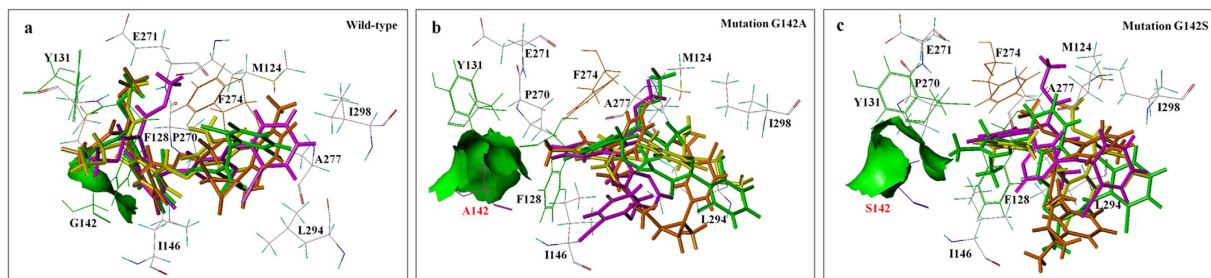 a
Wild-type
E271
Y131
M124
F274
I298
F128
P270
A277
G142
L294
I146
b
Mutation G142A
E271
M124
Y131
F274
P270
A277
I298
A142
F128
L294
I146
c
Mutation G142S
E271
M124
F274
P270
A277
Y131
I298
S142
F128
L294
I146